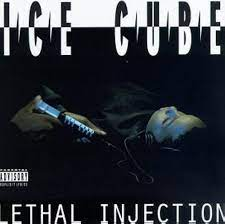 ICE CUBE
PARENTAL
ADVISORY
EXPLICIT LYRICS
LETHAL INJECTION